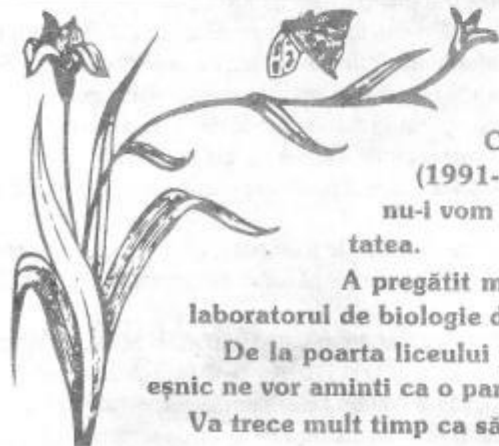 C
(1991-
nu-i vom
tatea.
A pregătit m
laboratorul de biologie d
De la poarta liceului
eșnic ne vor aminti ca o par
Va trece mult timp ca să